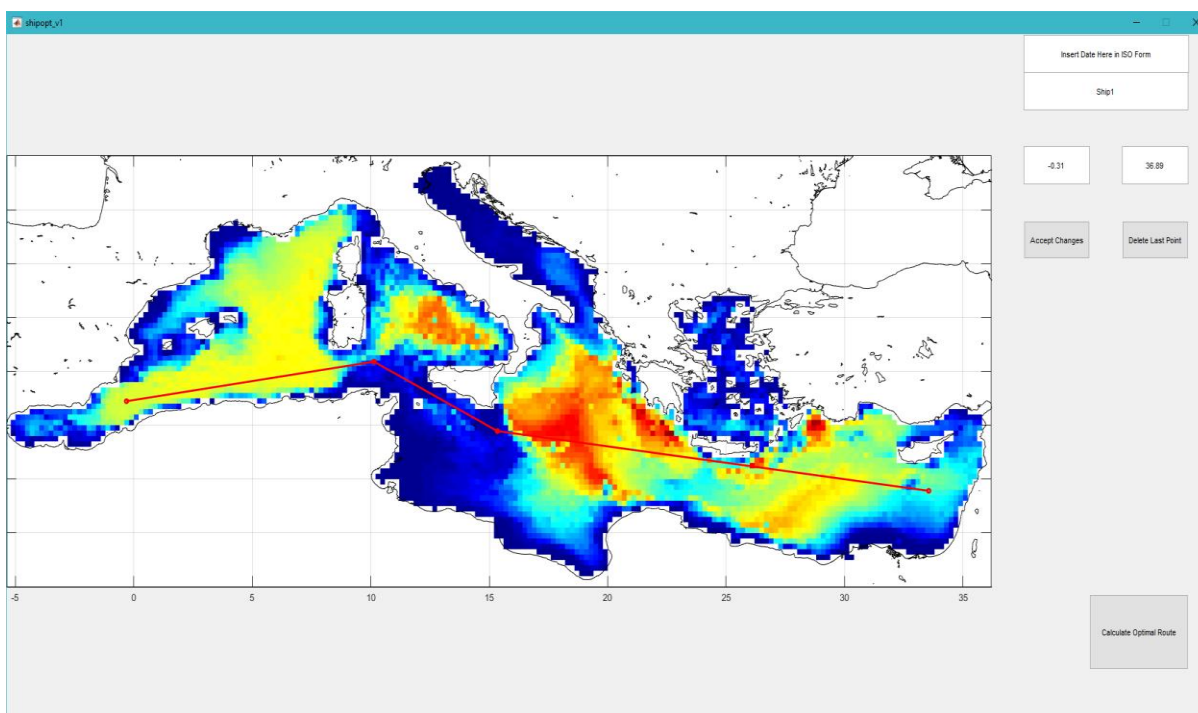 shipopt_v1
Insert Date Here in ISO Form
Ship1
-0.31
36.89
Accept Changes
Delete Last Point
-5
0
5
10
15
20
25
30
35
Calculate Optimal Route